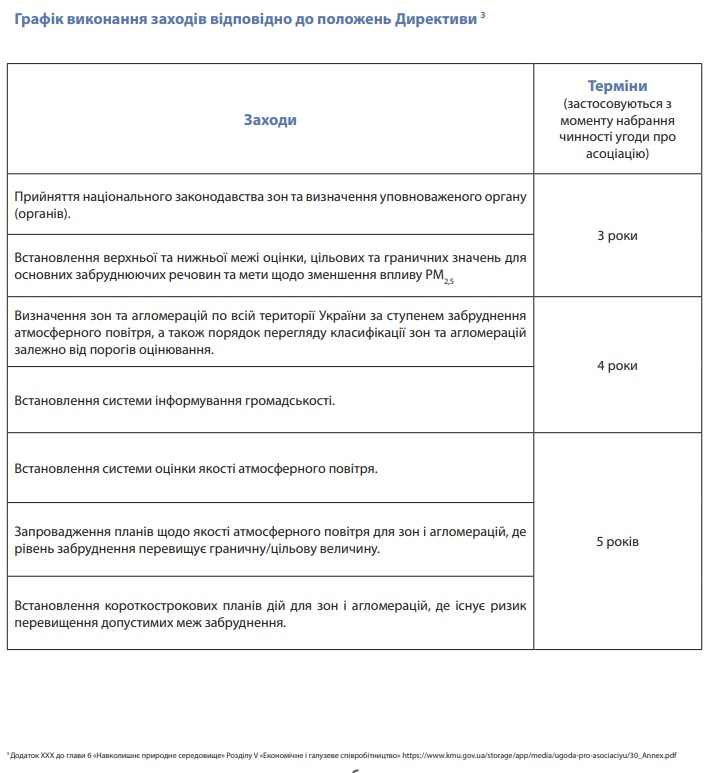 Графік виконання заходів відповідно до положень Директиви ³
Заходи
Терміни
(застосовуються з
моменту набрання
чинності угоди про
асоціацію)
Прийняття національного законодавства зон та визначення уповноваженого органу
(органів).
3 роки
Встановлення верхньої та нижньої межі оцінки, цільових та граничних значень для
основних забруднюючих речовин та мети щодо зменшення впливу PM2,5
Визначення зон та агломерацій по всій території України за ступенем забруднення
атмосферного повітря, а також порядок перегляду класифікації зон та агломерацій
залежно від порогів оцінювання.
4 роки
Встановлення системи інформування громадськості.
Встановлення системи оцінки якості атмосферного повітря.
Запровадження планів щодо якості атмосферного повітря для зон і агломерацій, де
рівень забруднення перевищує граничну/цільову величину.
5 років
Встановлення короткострокових планів дій для зон і агломерацій, де існує ризик
перевищення допустимих меж забруднення.
³ Додаток XXX до глави 6 «Навколишнє природне середовище» Розділу V «Економічне і галузеве співробітництво» https://www.kmu.gov.ua/storage/app/media/ugoda-pro-asociaciyu/30_Annex.pdf